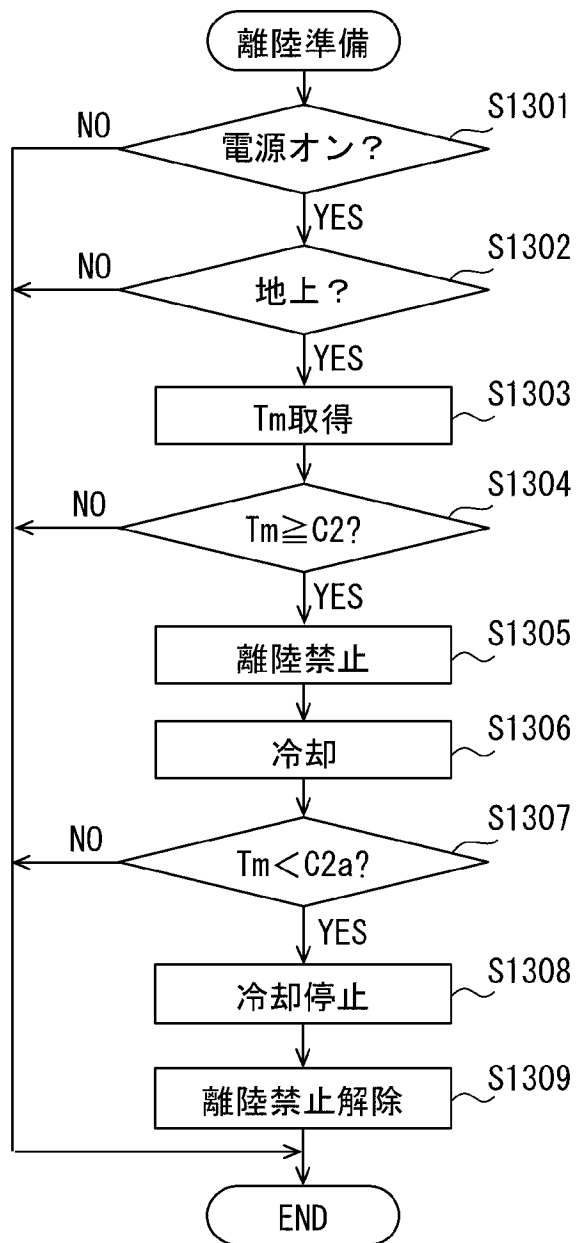 離陸準備
S1301
NO
電源オン？
YES
S1302
NO
地上？
YES
S1303
Tm取得
S1304
NO
Tm≧C2?
YES
S1305
離陸禁止
S1306
冷却
S1307
NO
Tm＜C2a?
YES
S1308
冷却停止
S1309
離陸禁止解除
END